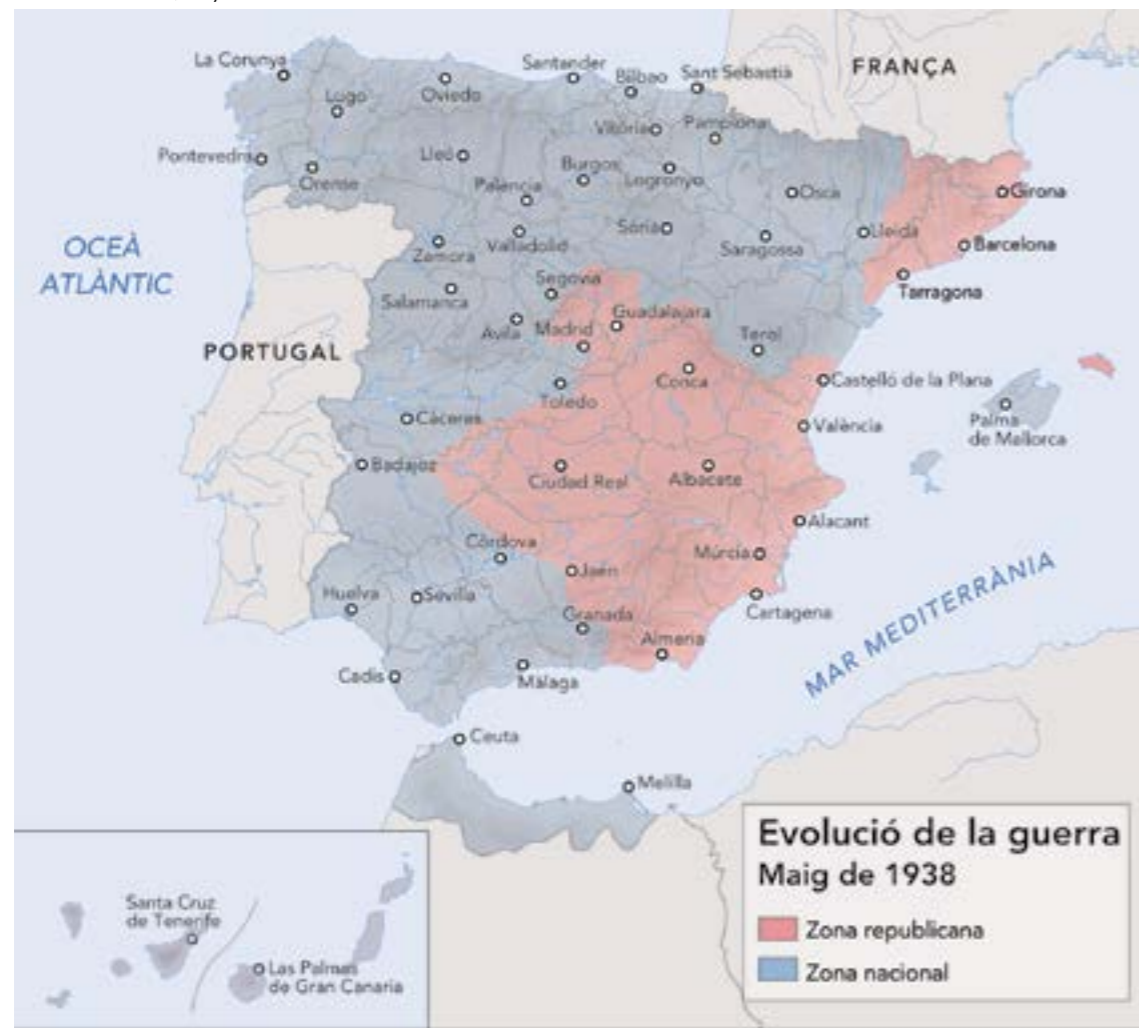 La Corunya
Lugo
Oviedo
Santander
Bilbao
Sant Sebastià
FRANÇA
Pontevedra
Orense
Lleó
Palència
Burgos
Vitòria
Pamplona
Logronyo
Osca
Girona
Zamora
Valladolid
Sòria
Saragossa
Lleida
Barcelona
OCEÀ
ATLÀNTIC
Salamanca
Segovia
Tarragona
Avila
Madrid
Guadalajara
Terol
PORTUGAL
Toledo
Conca
Castelló de la Plana
Càceres
València
Palma
de Mallorca
Badajoz
Ciudad Real
Albacete
Alacant
Còrdova
Jaén
Múrcia
Huelva
Sevilla
Granada
Cartagena
Almeria
MAR MEDITERRÀNIA
Cadis
Màlaga
Ceuta
Melilla
Evolució de la guerra
Maig de 1938
Zona republicana
Zona nacional
Santa Cruz
de Tenerife
Las Palmas
de Gran Canaria